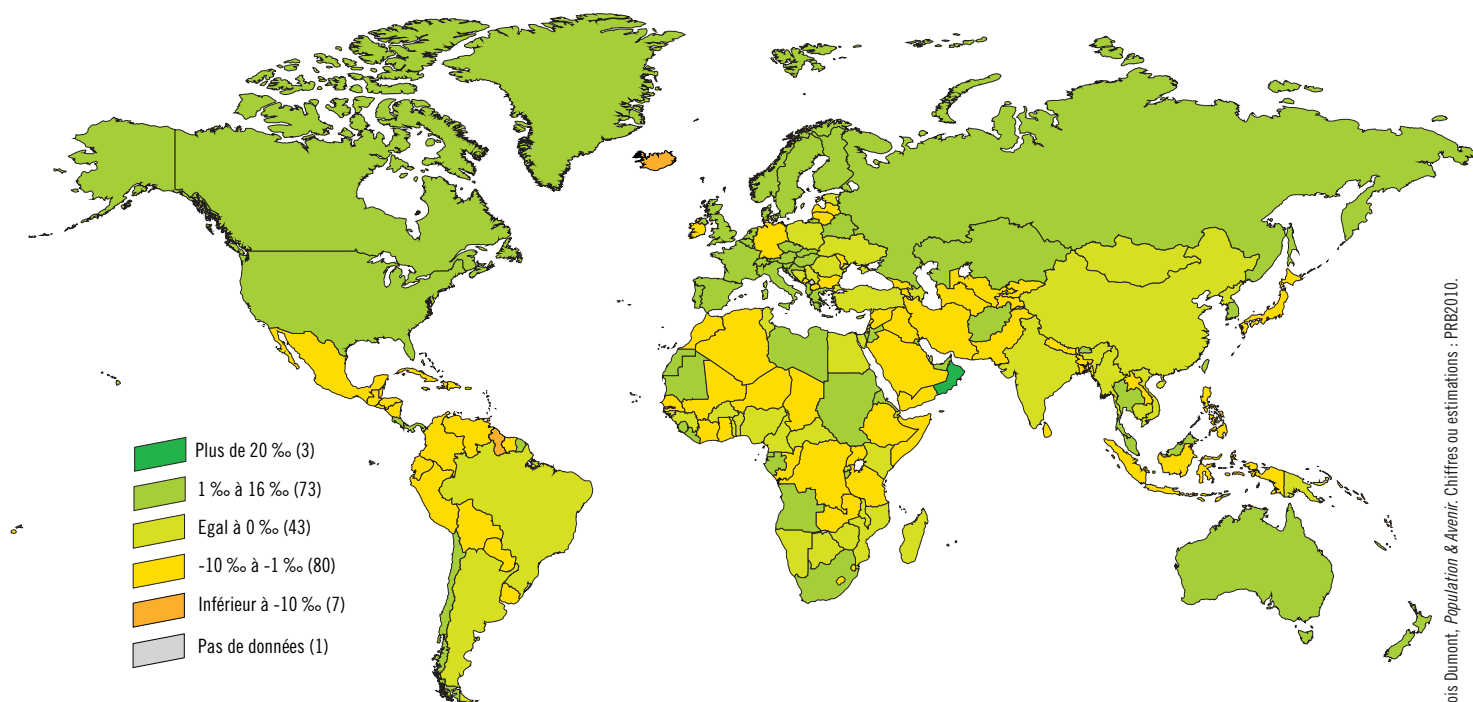 Plus de 20 ‰ (3)
1 ‰ à 16 ‰ (73)
Egal à 0 ‰ (43)
-10 ‰ à -1 ‰ (80)
Inférieur à -10 ‰ (7)
Pas de données (1)
ois Dumont, Population & Avenir. Chiffres ou estimations : PRB2010.